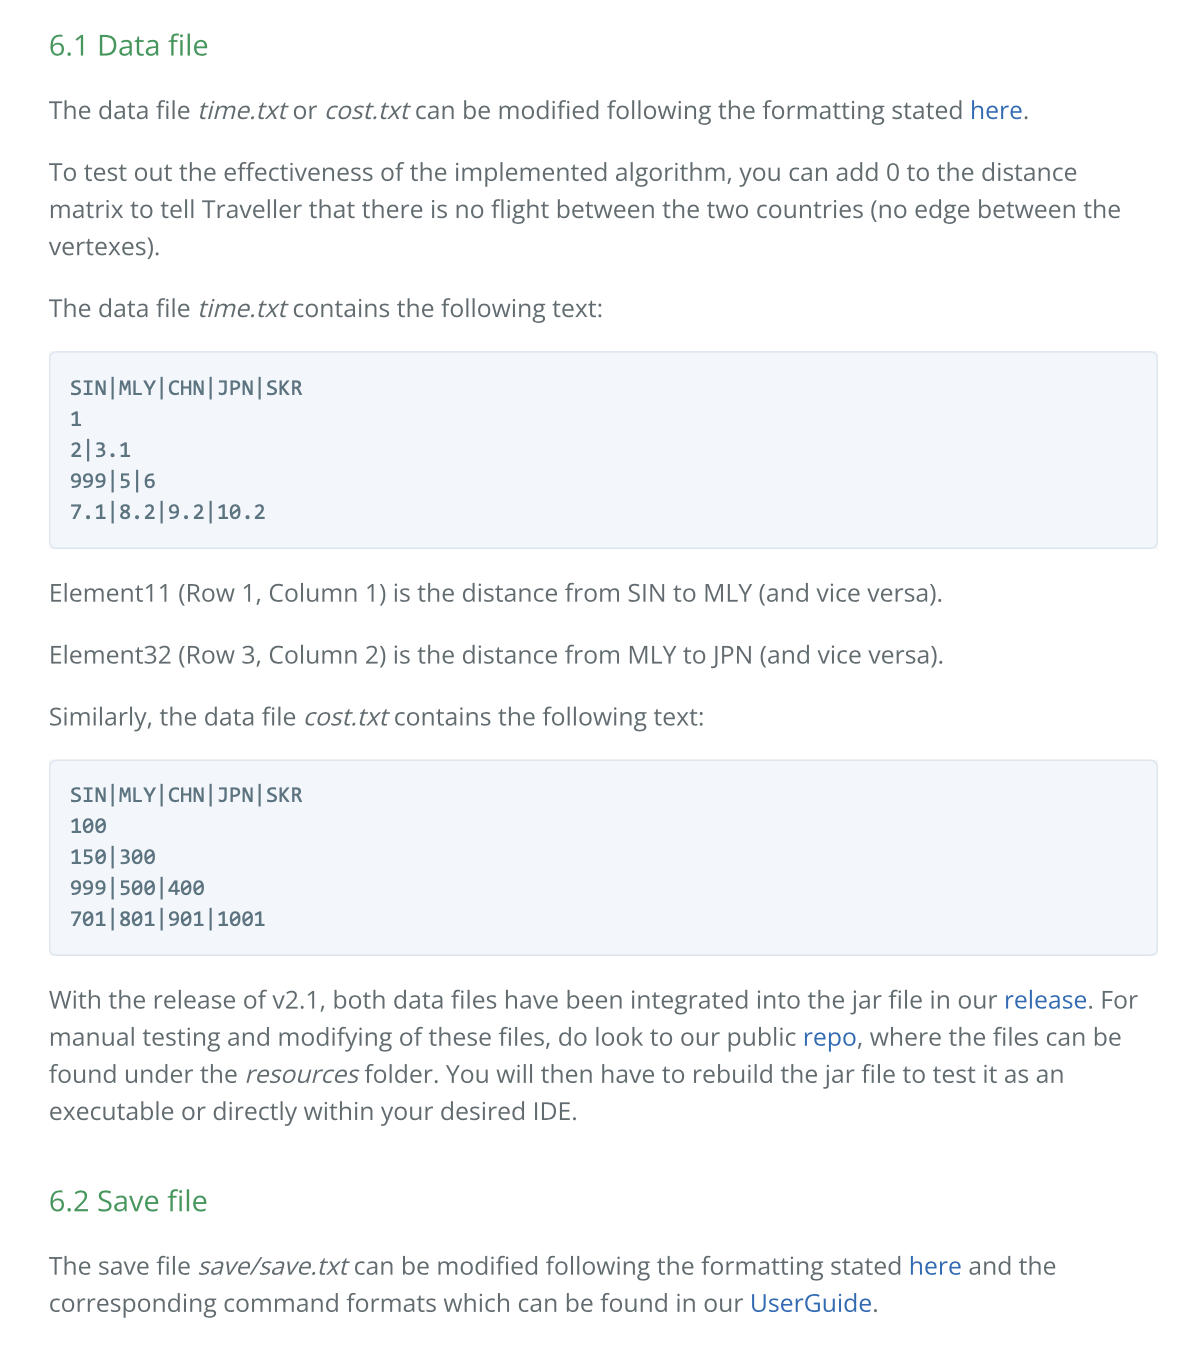 6.1 Data file
The data file time.txt or cost.txt can be modified following the formatting stated here.
To test out the effectiveness of the implemented algorithm, you can add 0 to the distance
matrix to tell Traveller that there is no flight between the two countries (no edge between the
vertexes).
The data file time.txt contains the following text:
SIN|MLY|CHN|JPN|SKR
1
2|3.1
999|5|6
7.1|8.2|9.2|10.2
Element11 (Row 1, Column 1) is the distance from SIN to MLY (and vice versa).
Element32 (Row 3, Column 2) is the distance from MLY to JPN (and vice versa).
Similarly, the data file cost.txt contains the following text:
SIN|MLY|CHN|JPN|SKR
100
150|300
999|500|400
701|801|901|1001
With the release of v2.1, both data files have been integrated into the jar file in our release. For
manual testing and modifying of these files, do look to our public repo, where the files can be
found under the resources folder. You will then have to rebuild the jar file to test it as an
executable or directly within your desired IDE.
6.2 Save file
The save file save/save.txt can be modified following the formatting stated here and the
corresponding command formats which can be found in our UserGuide.